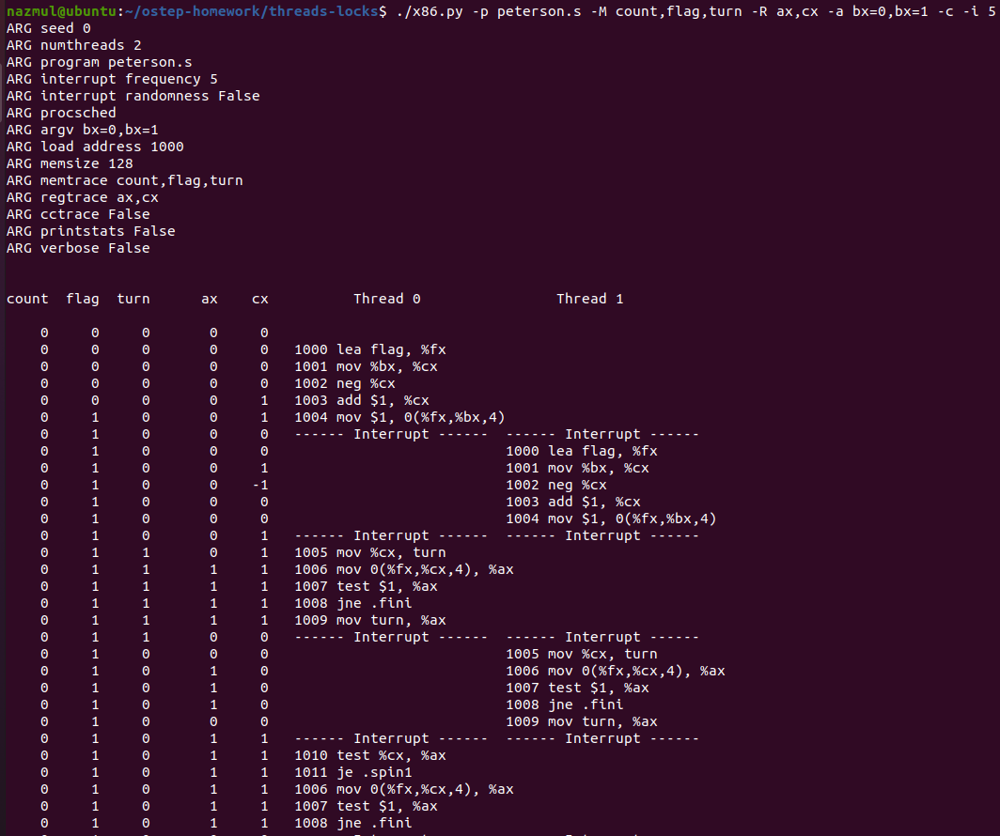 nazmul@ubuntu:~/ostep-homework/threads-locks$ ./x86.py -p peterson.s -M count,flag,turn -R ax,cx -a bx=0,bx=1 -c -i 5
ARG seed 0
ARG numthreads 2
ARG program peterson.s
ARG interrupt frequency 5
ARG interrupt randomness False
ARG procsched
ARG argv bx=0,bx=1
ARG load address 1000
ARG memsize 128
ARG memtrace count,flag,turn
ARG regtrace ax,cx
ARG cctrace False
ARG printstats False
ARG verbose False
count  flag  turn      ax    cx          Thread 0                Thread 1
    0     0     0       0     0
    0     0     0       0     0   1000 lea flag, %fx
    0     0     0       0     0   1001 mov %bx, %cx
    0     0     0       0     0   1002 neg %cx
    0     0     0       0     1   1003 add $1, %cx
    0     1     0       0     1   1004 mov $1, 0(%fx,%bx,4)
    0     1     0       0     0   ------ Interrupt ------  ------ Interrupt ------
    0     1     0       0     0                            1000 lea flag, %fx
    0     1     0       0     1                            1001 mov %bx, %cx
    0     1     0       0    -1                            1002 neg %cx
    0     1     0       0     0                            1003 add $1, %cx
    0     1     0       0     0                            1004 mov $1, 0(%fx,%bx,4)
    0     1     0       0     1   ------ Interrupt ------  ------ Interrupt ------
    0     1     1       0     1   1005 mov %cx, turn
    0     1     1       1     1   1006 mov 0(%fx,%cx,4), %ax
    0     1     1       1     1   1007 test $1, %ax
    0     1     1       1     1   1008 jne .fini
    0     1     1       1     1   1009 mov turn, %ax
    0     1     1       0     0   ------ Interrupt ------  ------ Interrupt ------
    0     1     0       0     0                            1005 mov %cx, turn
    0     1     0       1     0                            1006 mov 0(%fx,%cx,4), %ax
    0     1     0       1     0                            1007 test $1, %ax
    0     1     0       1     0                            1008 jne .fini
    0     1     0       0     0                            1009 mov turn, %ax
    0     1     0       1     1   ------ Interrupt ------  ------ Interrupt ------
    0     1     0       1     1   1010 test %cx, %ax
    0     1     0       1     1   1011 je .spin1
    0     1     0       1     1   1006 mov 0(%fx,%cx,4), %ax
    0     1     0       1     1   1007 test $1, %ax
    0     1     0       1     1   1008 jne .fini